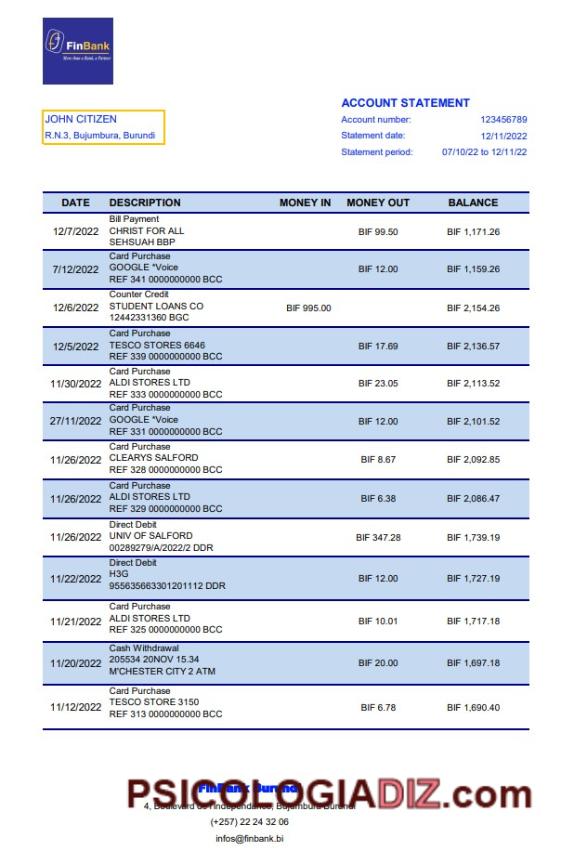 FinBank
More than a Bank, a Partner
JOHN CITIZEN
R.N.3, Bujumbura, Burundi
ACCOUNT STATEMENT
Account number: 123456789
Statement date: 12/11/2022
Statement period: 07/10/22 to 12/11/22
DATE DESCRIPTION MONEY IN MONEY OUT BALANCE
Bill Payment
12/7/2022 CHRIST FOR ALL BIF 99.50 BIF 1,171.26
SEHSUAH BBP
Card Purchase
7/12/2022 GOOGLE *Voice BIF 12.00 BIF 1,159.26
REF 341 0000000000 BCC
Counter Credit
12/6/2022 STUDENT LOANS CO BIF 995.00 BIF 2,154.26
12442331360 BGC
Card Purchase
12/5/2022 TESCO STORES 6646 BIF 17.69 BIF 2,136.57
REF 339 0000000000 BCC
Card Purchase
11/30/2022 ALDI STORES LTD BIF 23.05 BIF 2,113.52
REF 333 0000000000 BCC
Card Purchase
27/11/2022 GOOGLE *Voice BIF 12.00 BIF 2,101.52
REF 331 0000000000 BCC
Card Purchase
11/26/2022 CLEARYS SALFORD BIF 8.67 BIF 2,092.85
REF 328 0000000000 BCC
Card Purchase
11/26/2022 ALDI STORES LTD BIF 6.38 BIF 2,086.47
REF 329 0000000000 BCC
Direct Debit
11/26/2022 UNIV OF SALFORD BIF 347.28 BIF 1,739.19
00289279/A/2022/2 DDR
Direct Debit
11/22/2022 H3G BIF 12.00 BIF 1,727.19
955635663301201112 DDR
Card Purchase
11/21/2022 ALDI STORES LTD BIF 10.01 BIF 1,717.18
REF 325 0000000000 BCC
Cash Withdrawal
11/20/2022 205534 20NOV 15.34 BIF 20.00 BIF 1,697.18
M'CHESTER CITY 2 ATM
Card Purchase
11/12/2022 TESCO STORE 3150 BIF 6.78 BIF 1,690.40
REF 313 0000000000 BCC
FinBank Burundi
PSICOLOGIADIZ.com
4, Boulevard de l'Independance, Bujumbura Burundi
(+257) 22 24 32 06
infos@finbank.bi